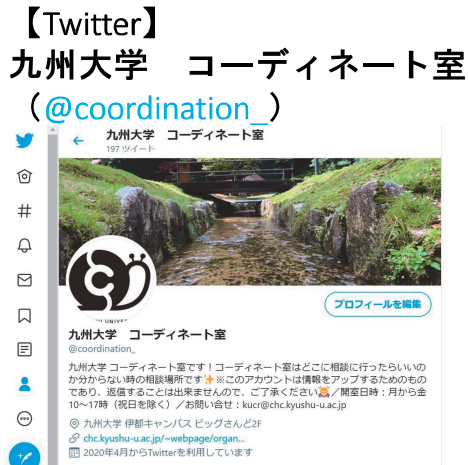 【Twitter】
九州大学　コーディネート室
（@coordination_）
九州大学　コーディネート室
197 ツイート
プロフィールを編集
九州大学　コーディネート室
@coordination_
九州大学 コーディネート室です！コーディネート室はどこに相談に行ったらいいの
か分からない時の相談場所です✨※このアカウントは情報をアップするためのもの
であり、返信することは出来ませんので、ご了承ください🙇／開室日時：月から金
10～17時（祝日を除く）／お問い合せ：kucr@chc.kyushu-u.ac.jp
九州大学 伊都キャンパス ビッグさんど2F
chc.kyushu-u.ac.jp/~webpage/organ...
2020年4月からTwitterを利用しています